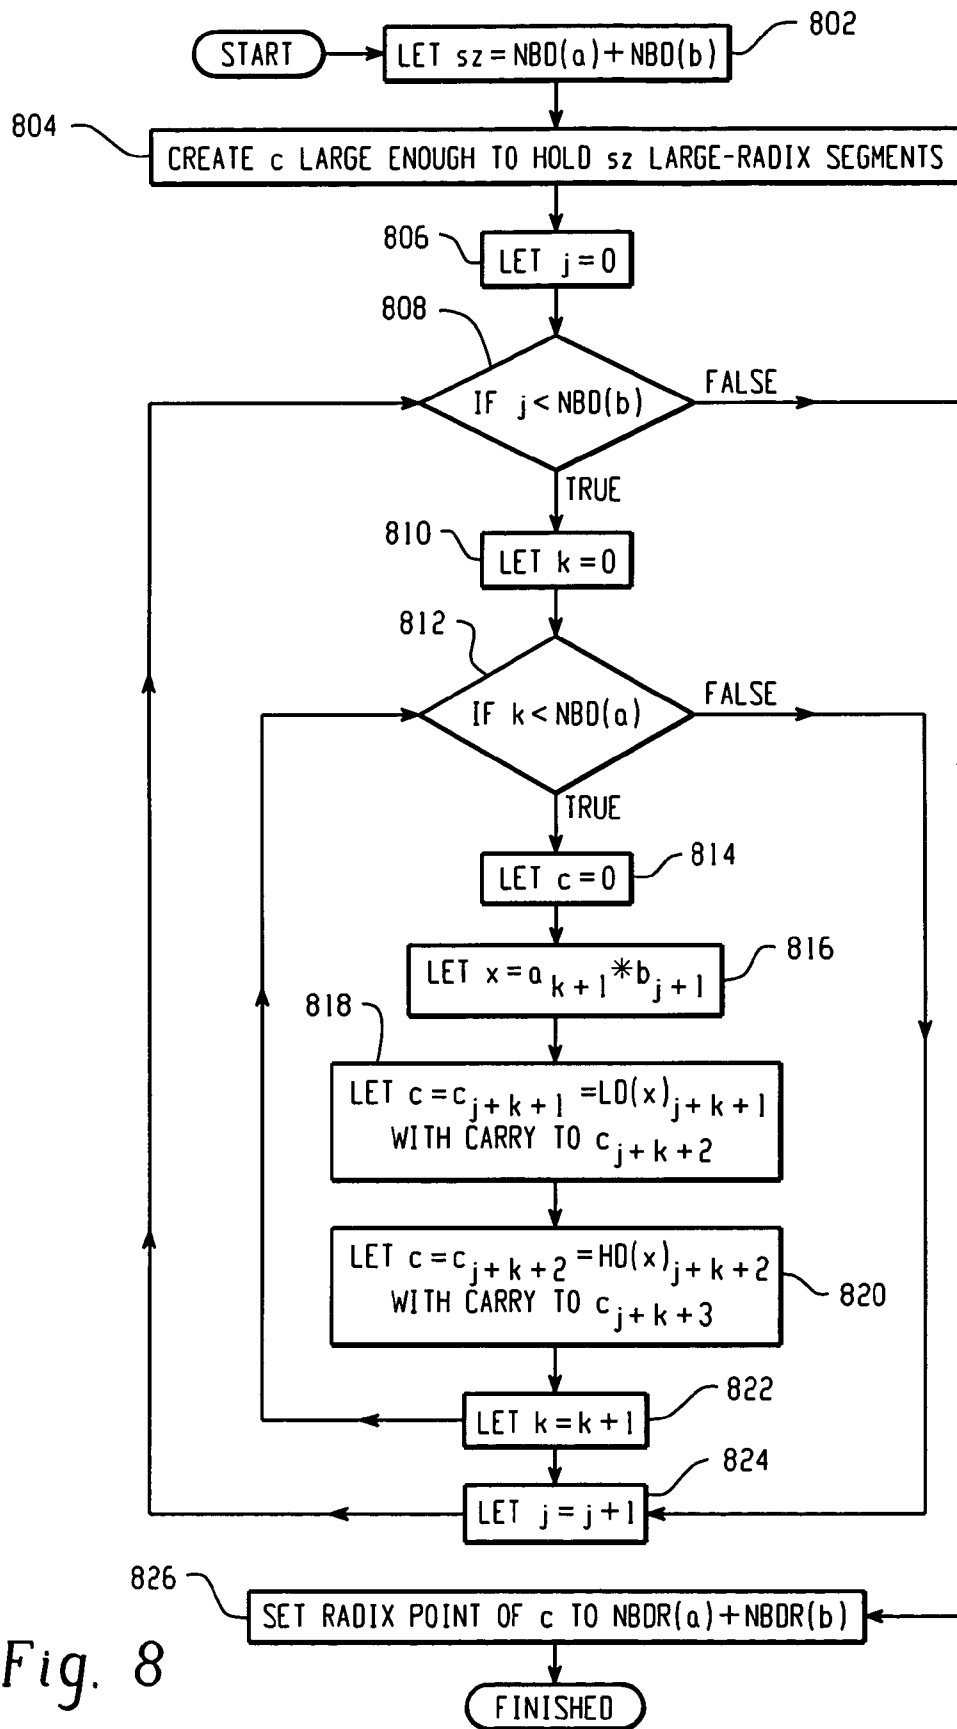 START
LET sz=NBD(a)+NBD(b)
802
804
CREATE c LARGE ENOUGH TO HOLD sz LARGE-RADIX SEGMENTS
806
LET j=0
808
IF j<NBD(b)
FALSE
TRUE
810
LET k=0
812
IF k<NBD(a)
FALSE
TRUE
LET c=0
814
LET x=a k+1 *b j+1
816
818
LET c=c j+k+1 =LD(x) j+k+1
WITH CARRY TO c j+k+2
LET c=c j+k+2 =HD(x) j+k+2
WITH CARRY TO c j+k+3
820
LET k=k+1
822
LET j=j+1
824
826
SET RADIX POINT OF c TO NBDR(a)+NBDR(b)
Fig. 8
FINISHED